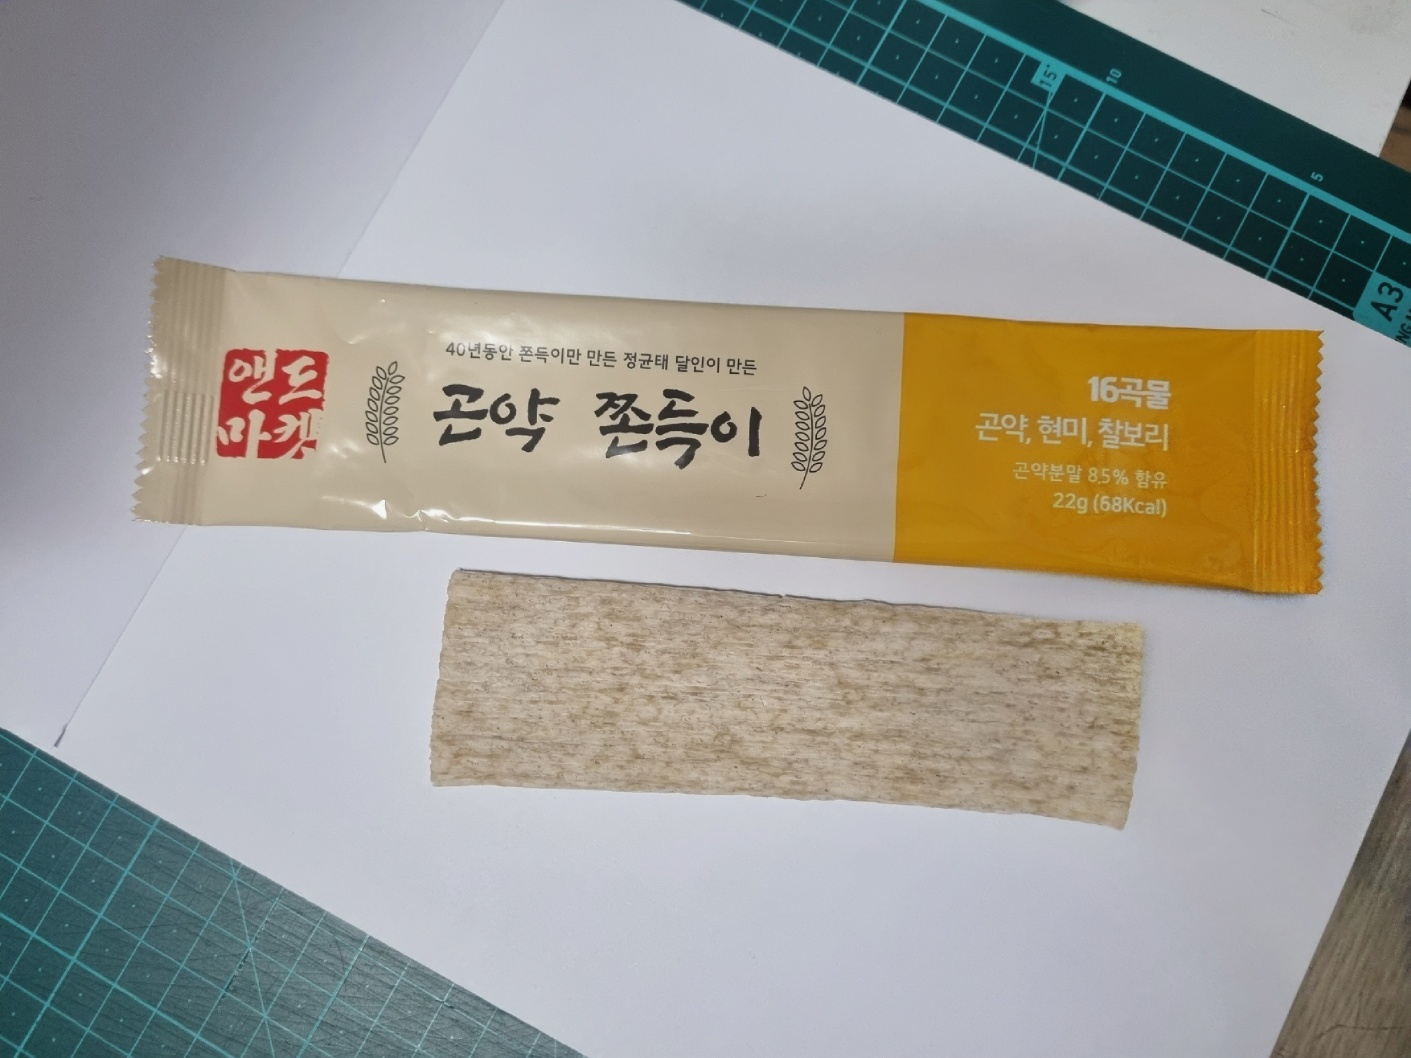 앤드
마켓
40년동안 쫀득이만 만든 정균태 달인이 만든
곤약 쫀득이
16곡물
곤약, 현미, 찰보리
곤약분말 8.5% 함유
22g (68Kcal)
15
10
5
A3